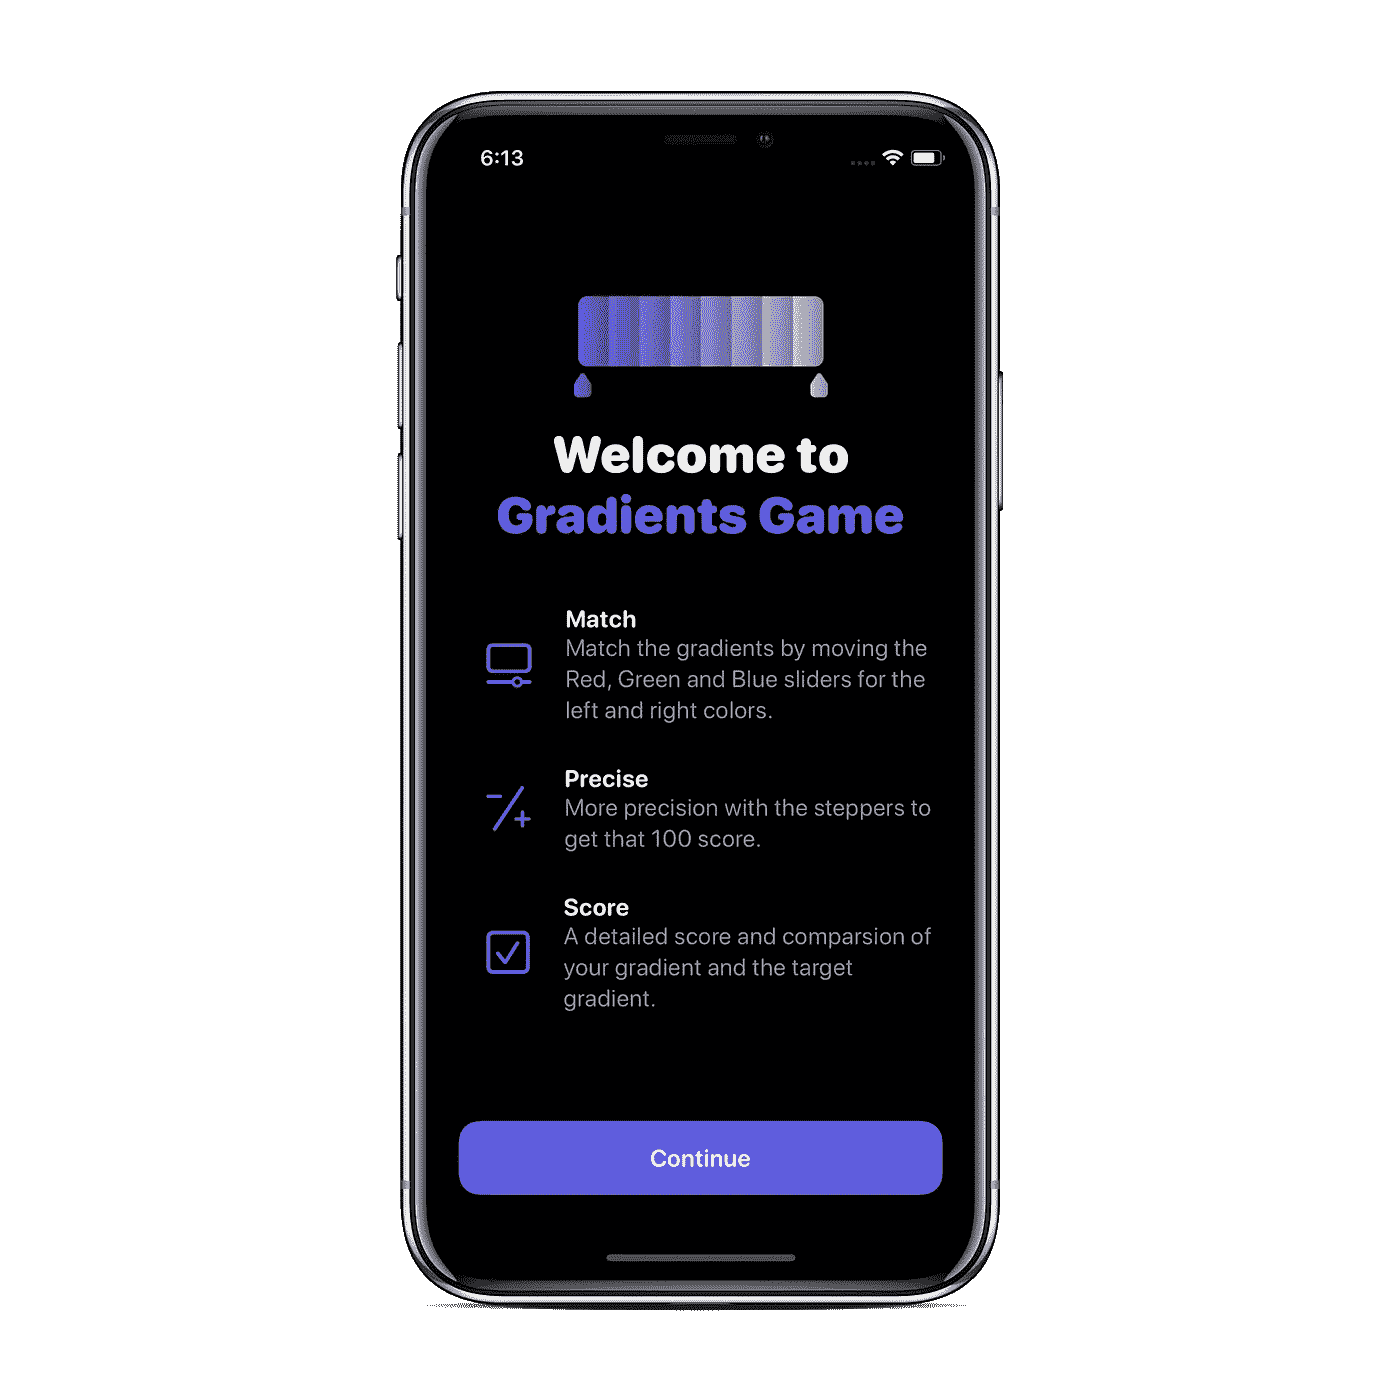 6:13
Welcome to
Gradients Game
Match
Match the gradients by moving the
Red, Green and Blue sliders for the
left and right colors.
Precise
More precision with the steppers to
get that 100 score.
Score
A detailed score and comparsion of
your gradient and the target
gradient.
Continue